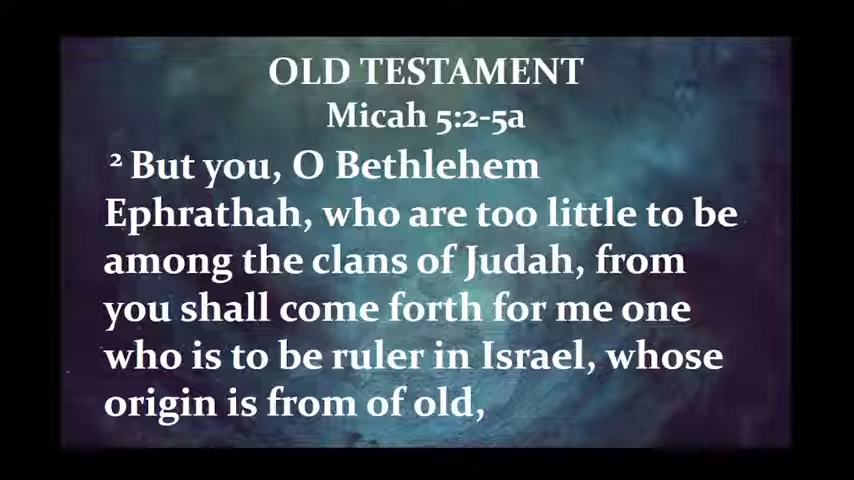 OLD TESTAMENT
Micah 5:2-5a
² But you, O Bethlehem
Ephrathah, who are too little to be
among the clans of Judah, from
you shall come forth for me one
who is to be ruler in Israel, whose
origin is from of old,